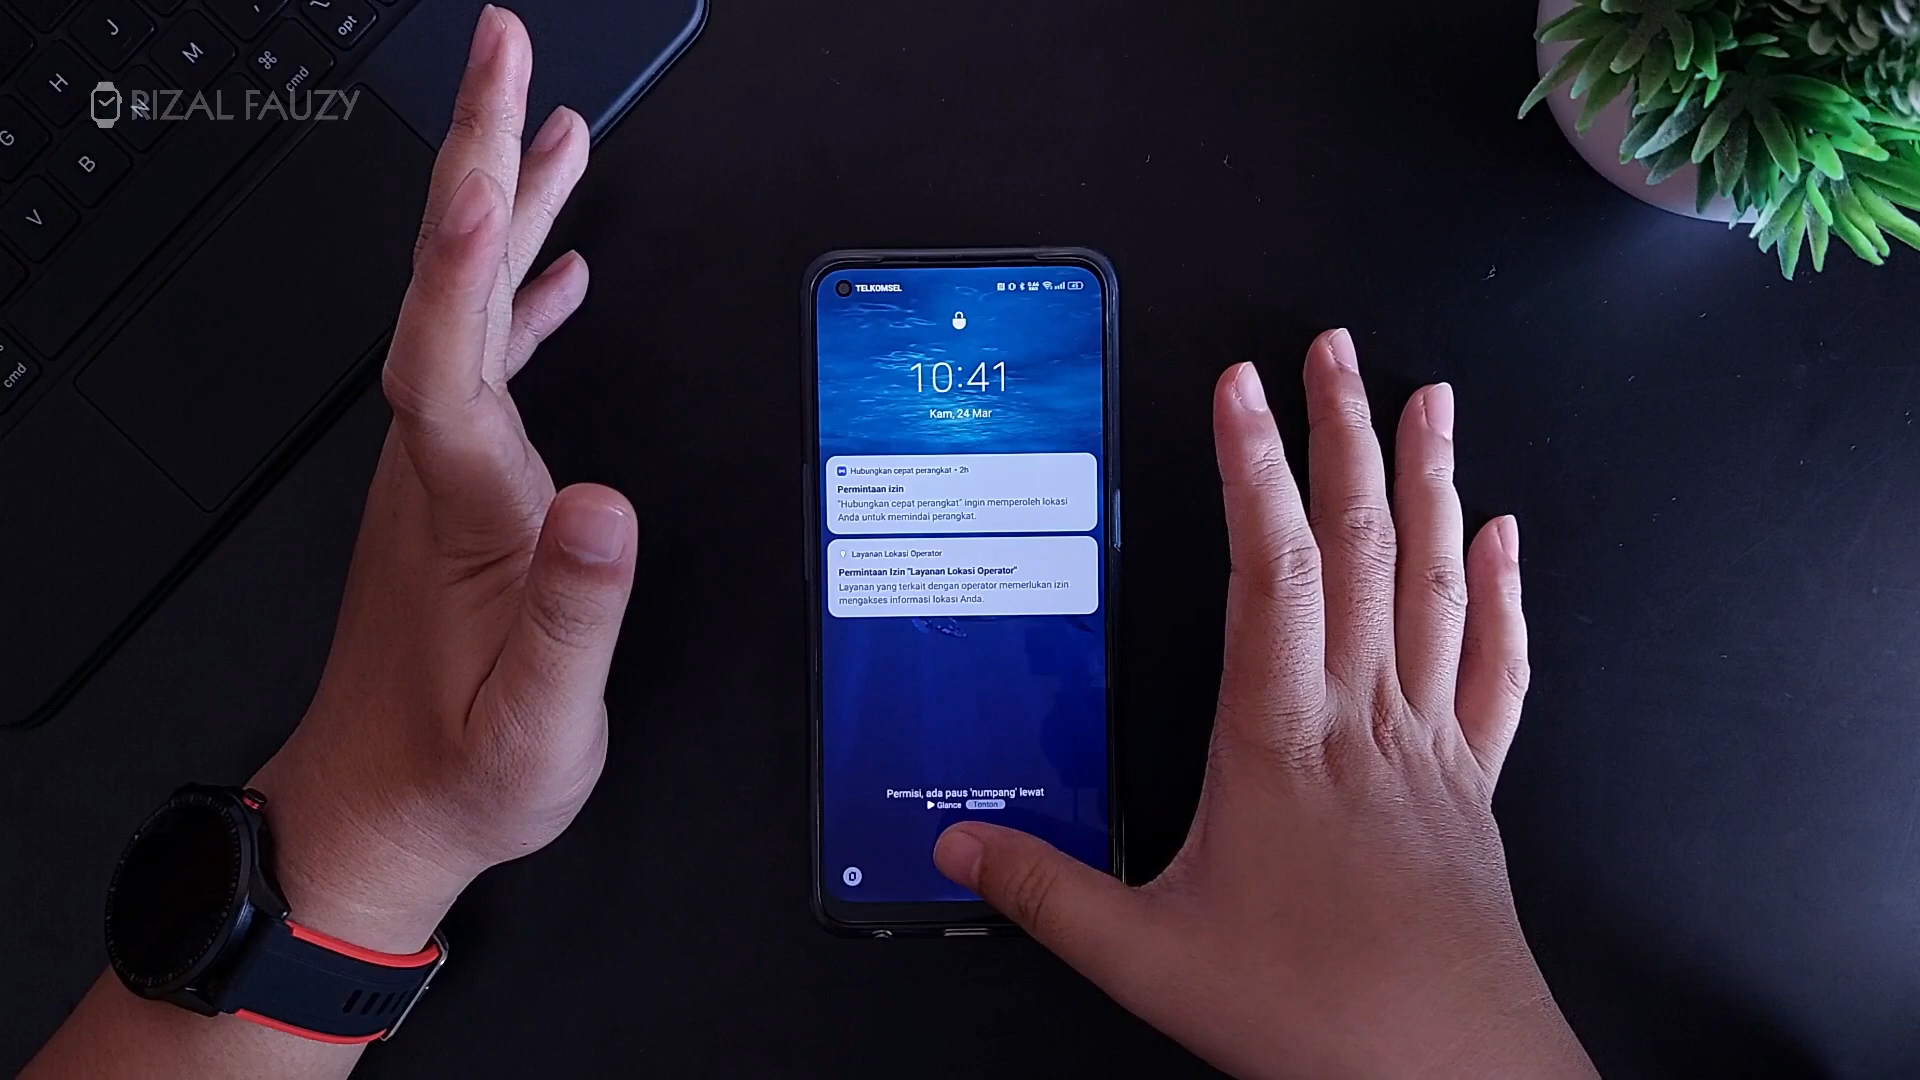 J
opt
M
⌘
cmd
H
N
RIZAL FAUZY
G
B
V
cmd
TELKOMSEL
10:41
Kam, 24 Mar
Hubungkan cepat perangkat • 2h
Permintaan izin
"Hubungkan cepat perangkat" ingin memperoleh lokasi
Anda untuk memindai perangkat.
Layanan Lokasi Operator
Permintaan Izin "Layanan Lokasi Operator"
Layanan yang terkait dengan operator memerlukan izin
mengakses informasi lokasi Anda.
Permisi, ada paus 'numpang' lewat
Glance Tonton